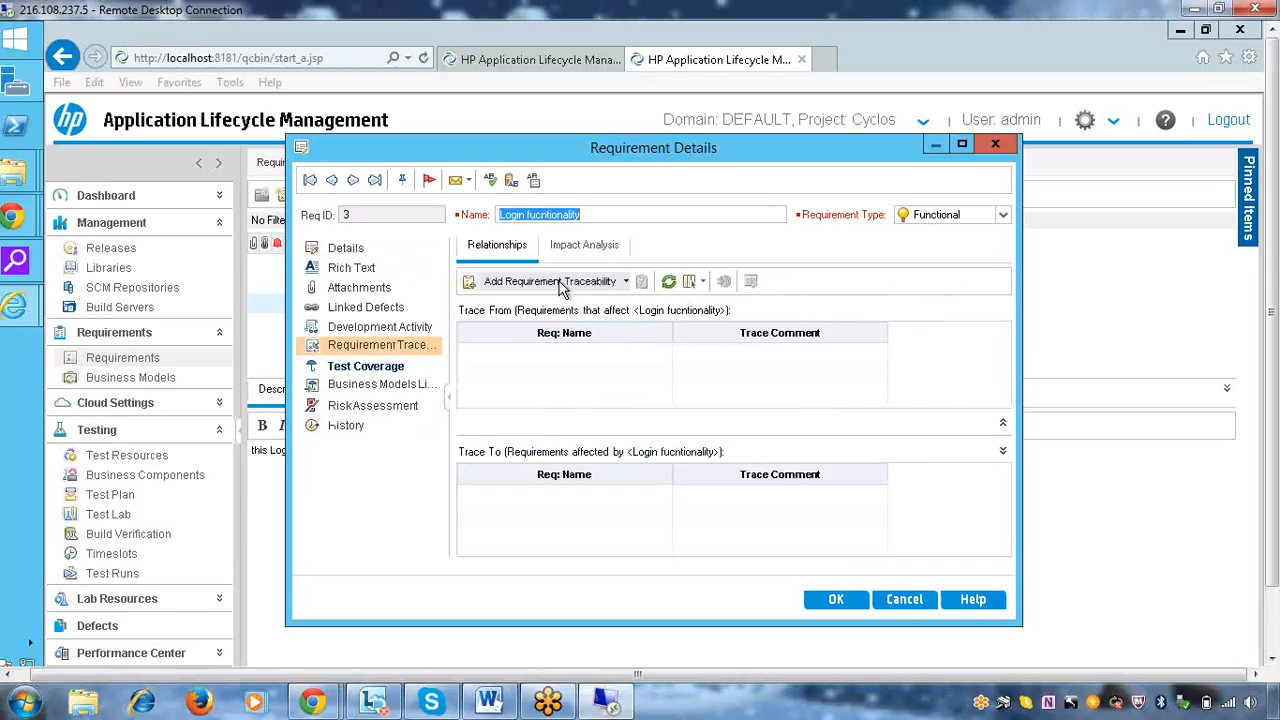 216.108.237.5 - Remote Desktop Connection
http://localhost:8181/qcbin/start_a.jsp
HP Application Lifecycle Mana...
HP Application Lifecycle M...
File Edit View Favorites Tools Help
hp Application Lifecycle Management
Domain: DEFAULT, Project: Cyclos
User: admin
Logout
Dashboard
Management
Releases
Libraries
SCM Requirements
Build Servers
Requirements
Requirements
Business Models
Cloud Settings
Testing
Test Resources
Business Components
Test Plan
Test Lab
Build Verification
Timeslots
Test Runs
Lab Resources
Defects
Performance Center
Requir
No Filt
Descr
B I
this Log
Requirement Details
Req ID: 3
Name: Login fucntionality
Requirement Type: Functional
Details
Rich Text
Attachments
Linked Defects
Development Activity
Requirement Trace...
Test Coverage
Business Models Li...
Risk Assessment
History
Relationships
Impact Analysis
Add Requirement Traceability
Trace From (Requirements that affect <Login fucntionality>):
Req: Name Trace Comment
Trace To (Requirements affected by <Login fucntionality>):
Req: Name Trace Comment
OK Cancel Help
Pinned Items